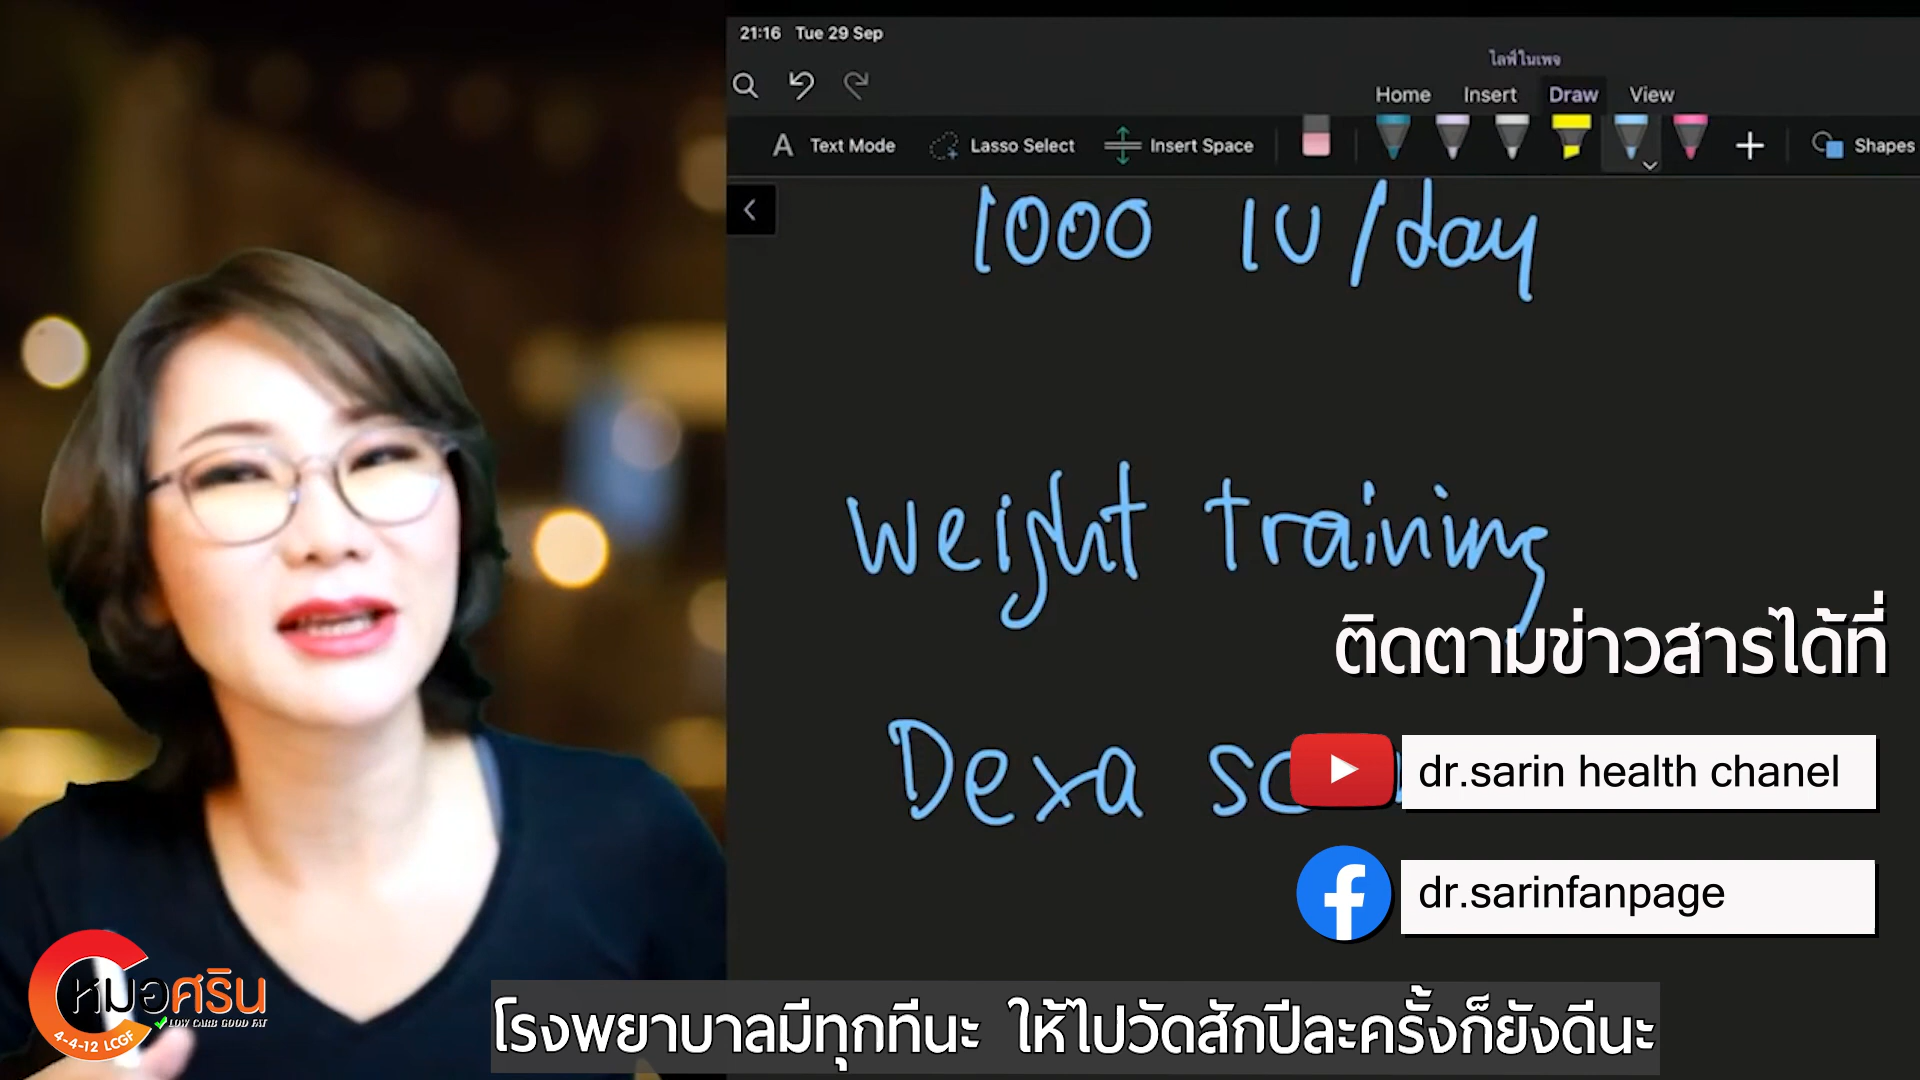 21:16 Tue 29 Sep
ไลฟ์ในเพจ
Home Insert Draw View
A Text Mode Lasso Select Insert Space Shapes
1000 IU/day
weight training
ติดตามข่าวสารได้ที่
Dexa
dr.sarin health chanel
dr.sarinfanpage
หมอศริน
LOW CARB GOOD FAT
4-4-12 LCGF
โรงพยาบาลมีทุกทีนะ ให้ไปวัดสักปีละครั้งก็ยังดีนะ